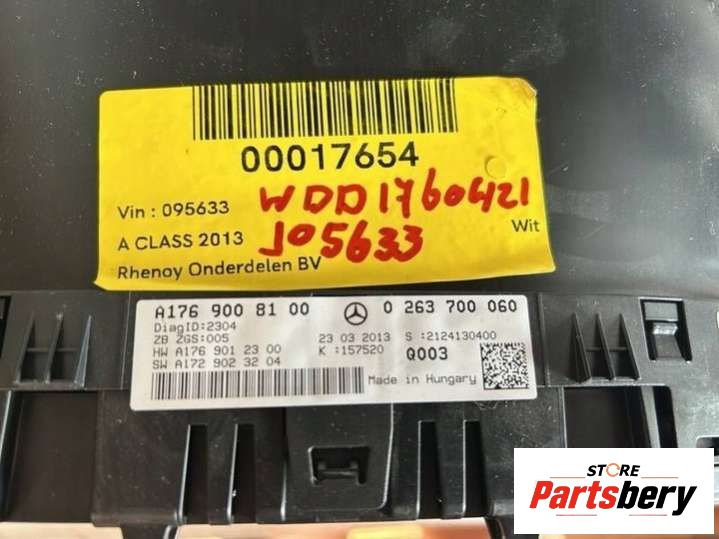 00017654
Vin : 095633 WDD1760421
A CLASS 2013 J05633 Wit
Rhenoy Onderdelen BV
A176 900 81 00 0 263 700 060
DiagID:2304
ZB ZGS:005 23 03 2013 S :2124130400
HW A176 901 23 00 K :157520 Q003
SW A172 902 32 04
Made in Hungary
STORE
Partsbery